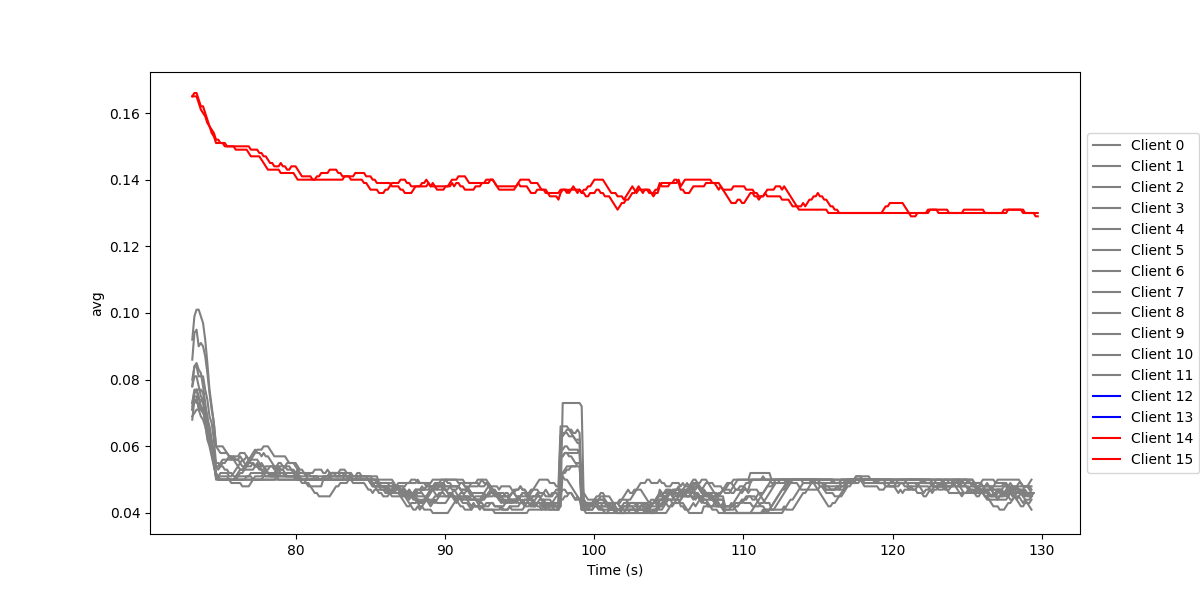 0.16
0.14
0.12
0.10
0.08
0.06
0.04
avg
80 90 100 110 120 130
Time (s)
Client 0
Client 1
Client 2
Client 3
Client 4
Client 5
Client 6
Client 7
Client 8
Client 9
Client 10
Client 11
Client 12
Client 13
Client 14
Client 15